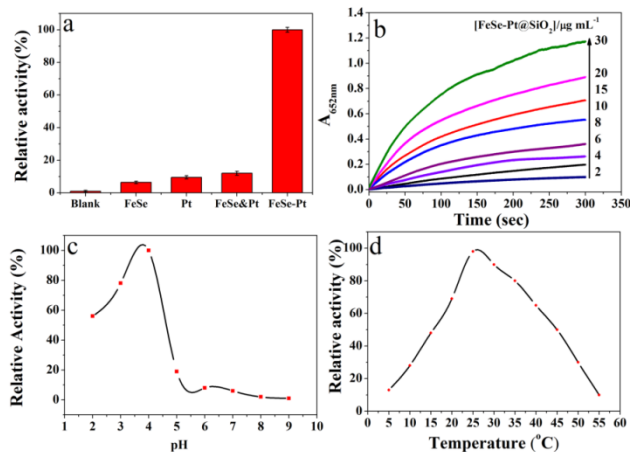 a
Relative activity(%)
100
80
60
40
20
0
Blank FeSe Pt FeSe&Pt FeSe-Pt
b
[FeSe-Pt@SiO2]/μg mL-1
A652nm
1.4
1.2
1.0
0.8
0.6
0.4
0.2
0.0
30
20
15
10
8
6
4
2
0 50 100 150 200 250 300 350
Time (sec)
c
Relative Activity (%)
100
80
60
40
20
0
1 2 3 4 5 6 7 8 9 10
pH
d
Relative activity (%)
100
80
60
40
20
0
0 5 10 15 20 25 30 35 40 45 50 55 60
Temperature (oC)